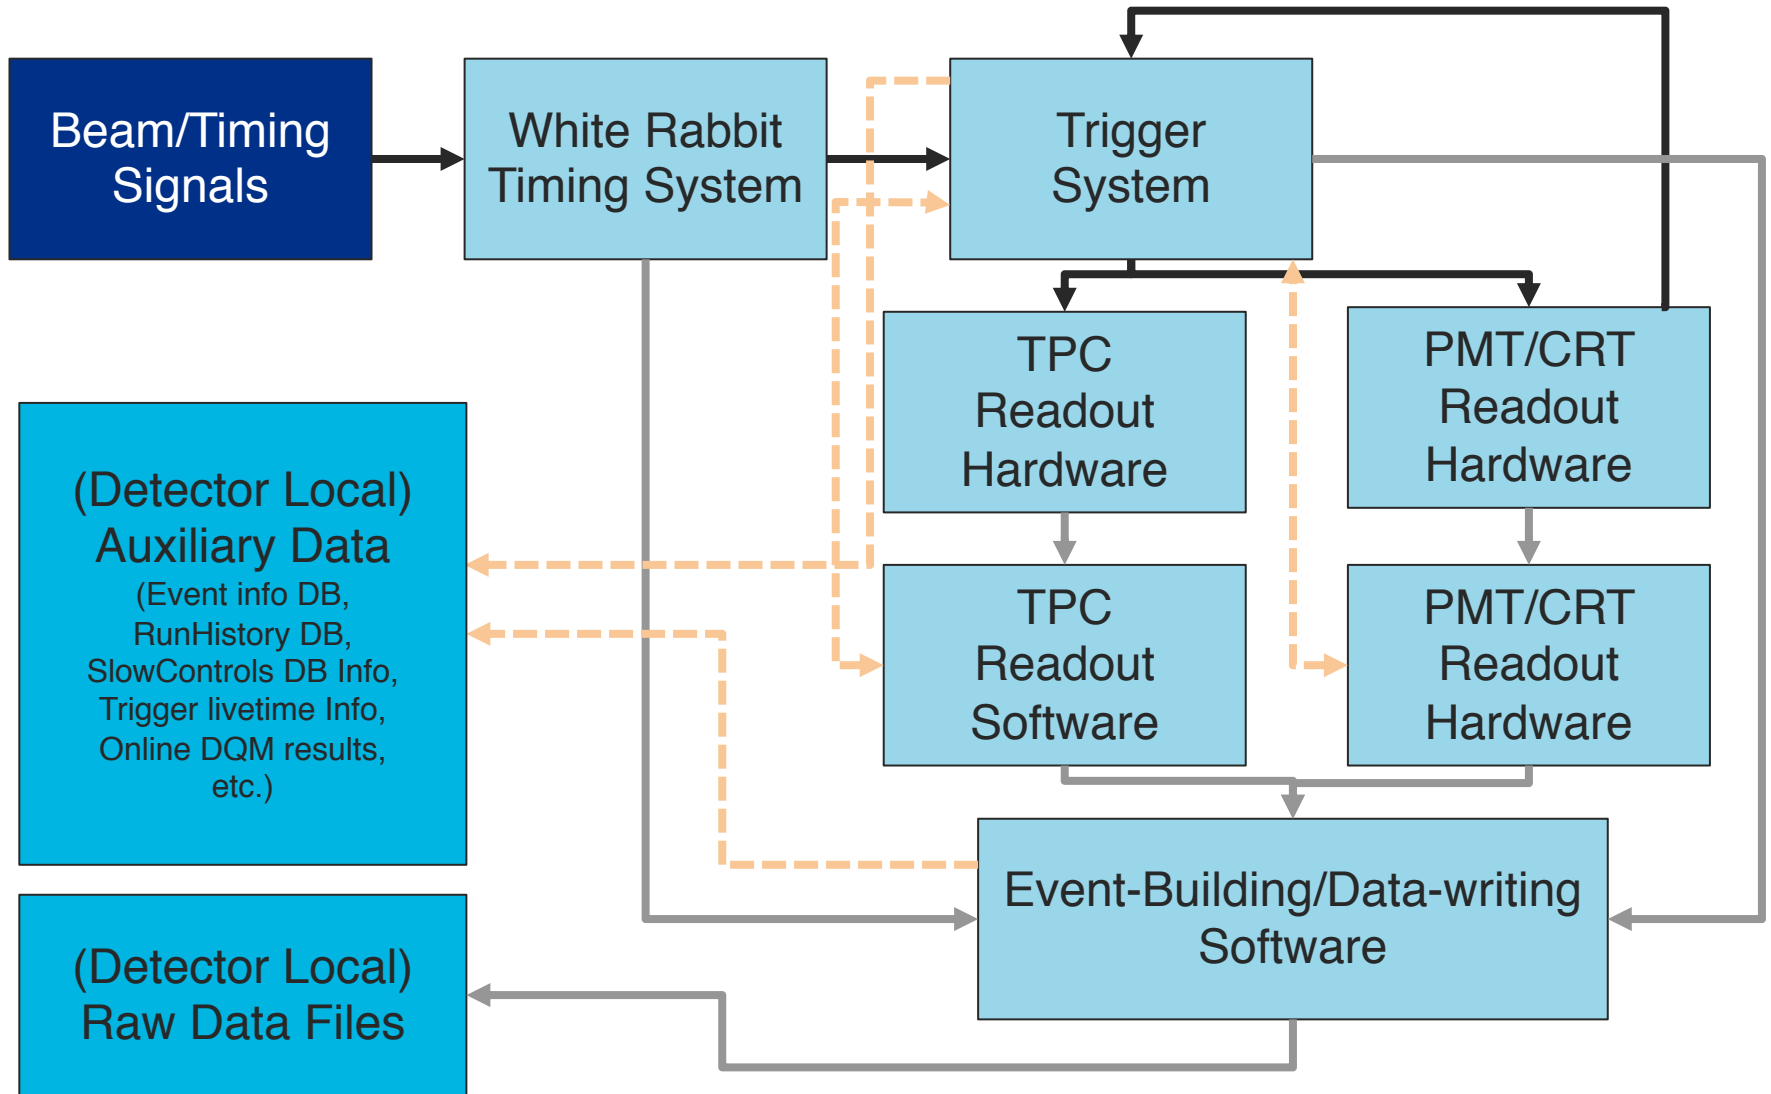 Beam/Timing
Signals
White Rabbit
Timing System
Trigger
System
TPC
Readout
Hardware
PMT/CRT
Readout
Hardware
(Detector Local)
Auxiliary Data
(Event info DB,
RunHistory DB,
SlowControls DB Info,
Trigger livetime Info,
Online DQM results,
etc.)
TPC
Readout
Software
PMT/CRT
Readout
Hardware
Event-Building/Data-writing
Software
(Detector Local)
Raw Data Files